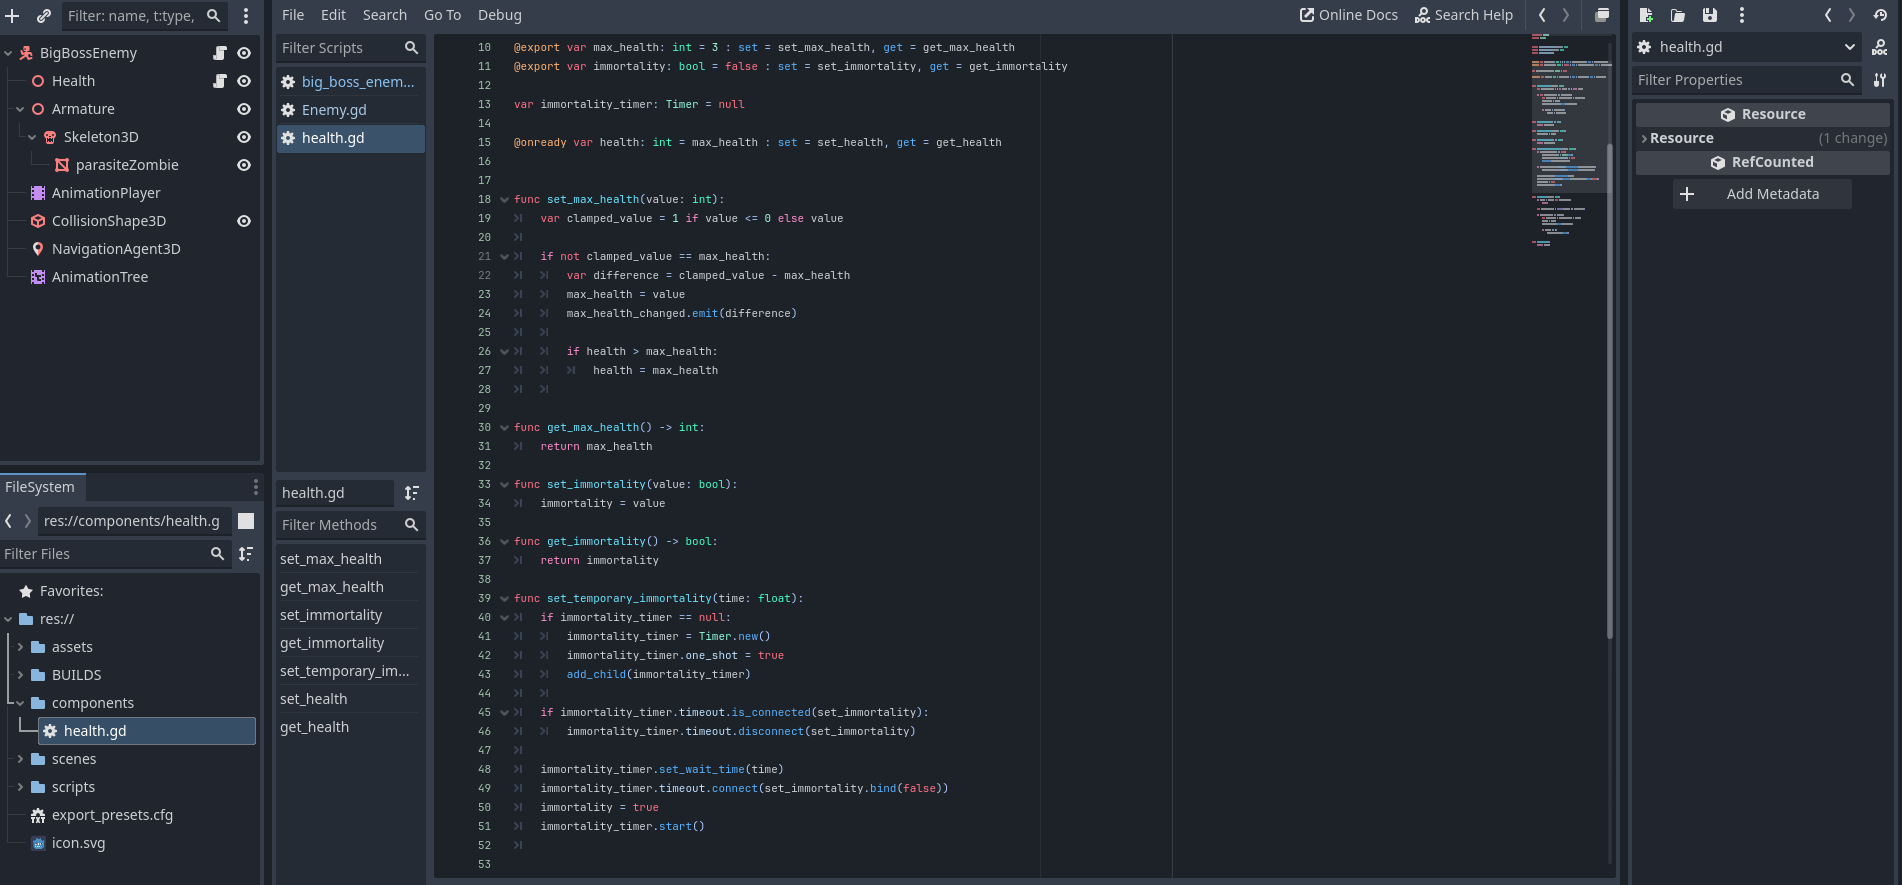 Filter: name, t:type,
BigBossEnemy
Health
Armature
Skeleton3D
parasiteZombie
AnimationPlayer
CollisionShape3D
NavigationAgent3D
AnimationTree
FileSystem
res://components/health.g
Filter Files
Favorites:
res://
assets
BUILDS
components
health.gd
scenes
scripts
export_presets.cfg
icon.svg
File Edit Search Go To Debug
Online Docs Search Help
Filter Scripts
big_boss_enem...
Enemy.gd
health.gd
health.gd
Filter Methods
set_max_health
get_max_health
set_immortality
get_immortality
set_temporary_im...
set_health
get_health
10 @export var max_health: int = 3 : set = set_max_health, get = get_max_health
11 @export var immortality: bool = false : set = set_immortality, get = get_immortality
12
13 var immortality_timer: Timer = null
14
15 @onready var health: int = max_health : set = set_health, get = get_health
16
17
18 func set_max_health(value: int):
19 var clamped_value = 1 if value <= 0 else value
20
21 if not clamped_value == max_health:
22 var difference = clamped_value - max_health
23 max_health = value
24 max_health_changed.emit(difference)
25
26 if health > max_health:
27 health = max_health
28
29
30 func get_max_health() -> int:
31 return max_health
32
33 func set_immortality(value: bool):
34 immortality = value
35
36 func get_immortality() -> bool:
37 return immortality
38
39 func set_temporary_immortality(time: float):
40 if immortality_timer == null:
41 immortality_timer = Timer.new()
42 immortality_timer.one_shot = true
43 add_child(immortality_timer)
44
45 if immortality_timer.timeout.is_connected(set_immortality):
46 immortality_timer.timeout.disconnect(set_immortality)
47
48 immortality_timer.set_wait_time(time)
49 immortality_timer.timeout.connect(set_immortality.bind(false))
50 immortality = true
51 immortality_timer.start()
52
53
health.gd
Filter Properties
Resource
Resource (1 change)
RefCounted
Add Metadata